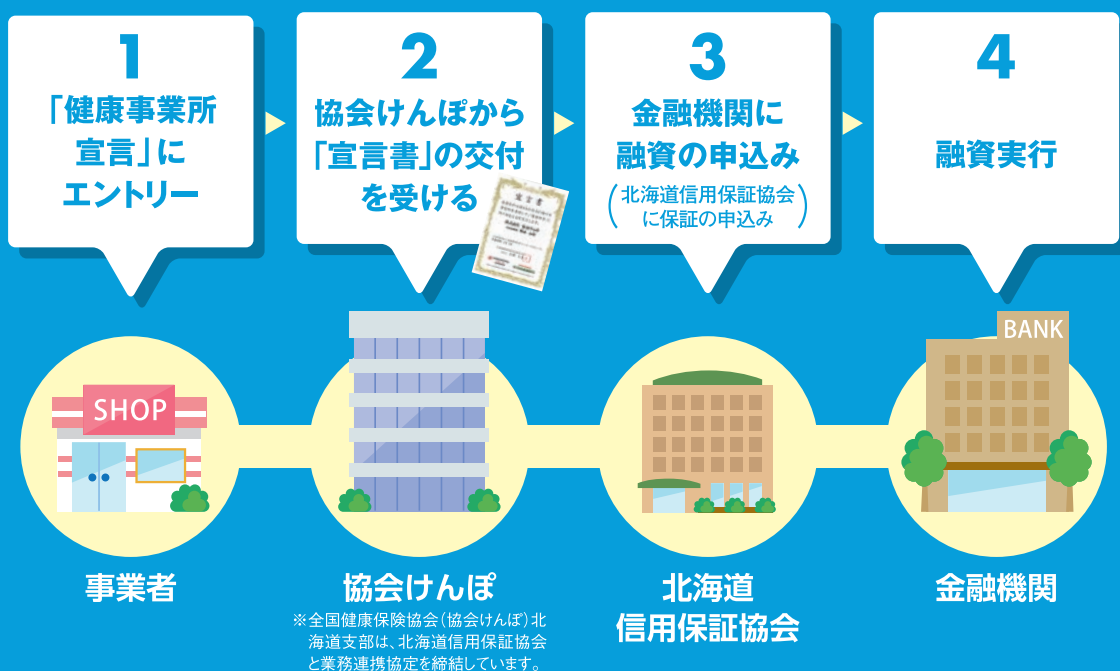 1
「健康事業所
宣言」に
エントリー
2
協会けんぽから
「宣言書」の交付
を受ける
宣言書
3
金融機関に
融資の申込み
(北海道信用保証協会
に保証の申込み)
4
融資実行
SHOP
BANK
事業者
協会けんぽ
※全国健康保険協会(協会けんぽ)北
海道支部は、北海道信用保証協会
と業務連携協定を締結しています。
北海道
信用保証協会
金融機関